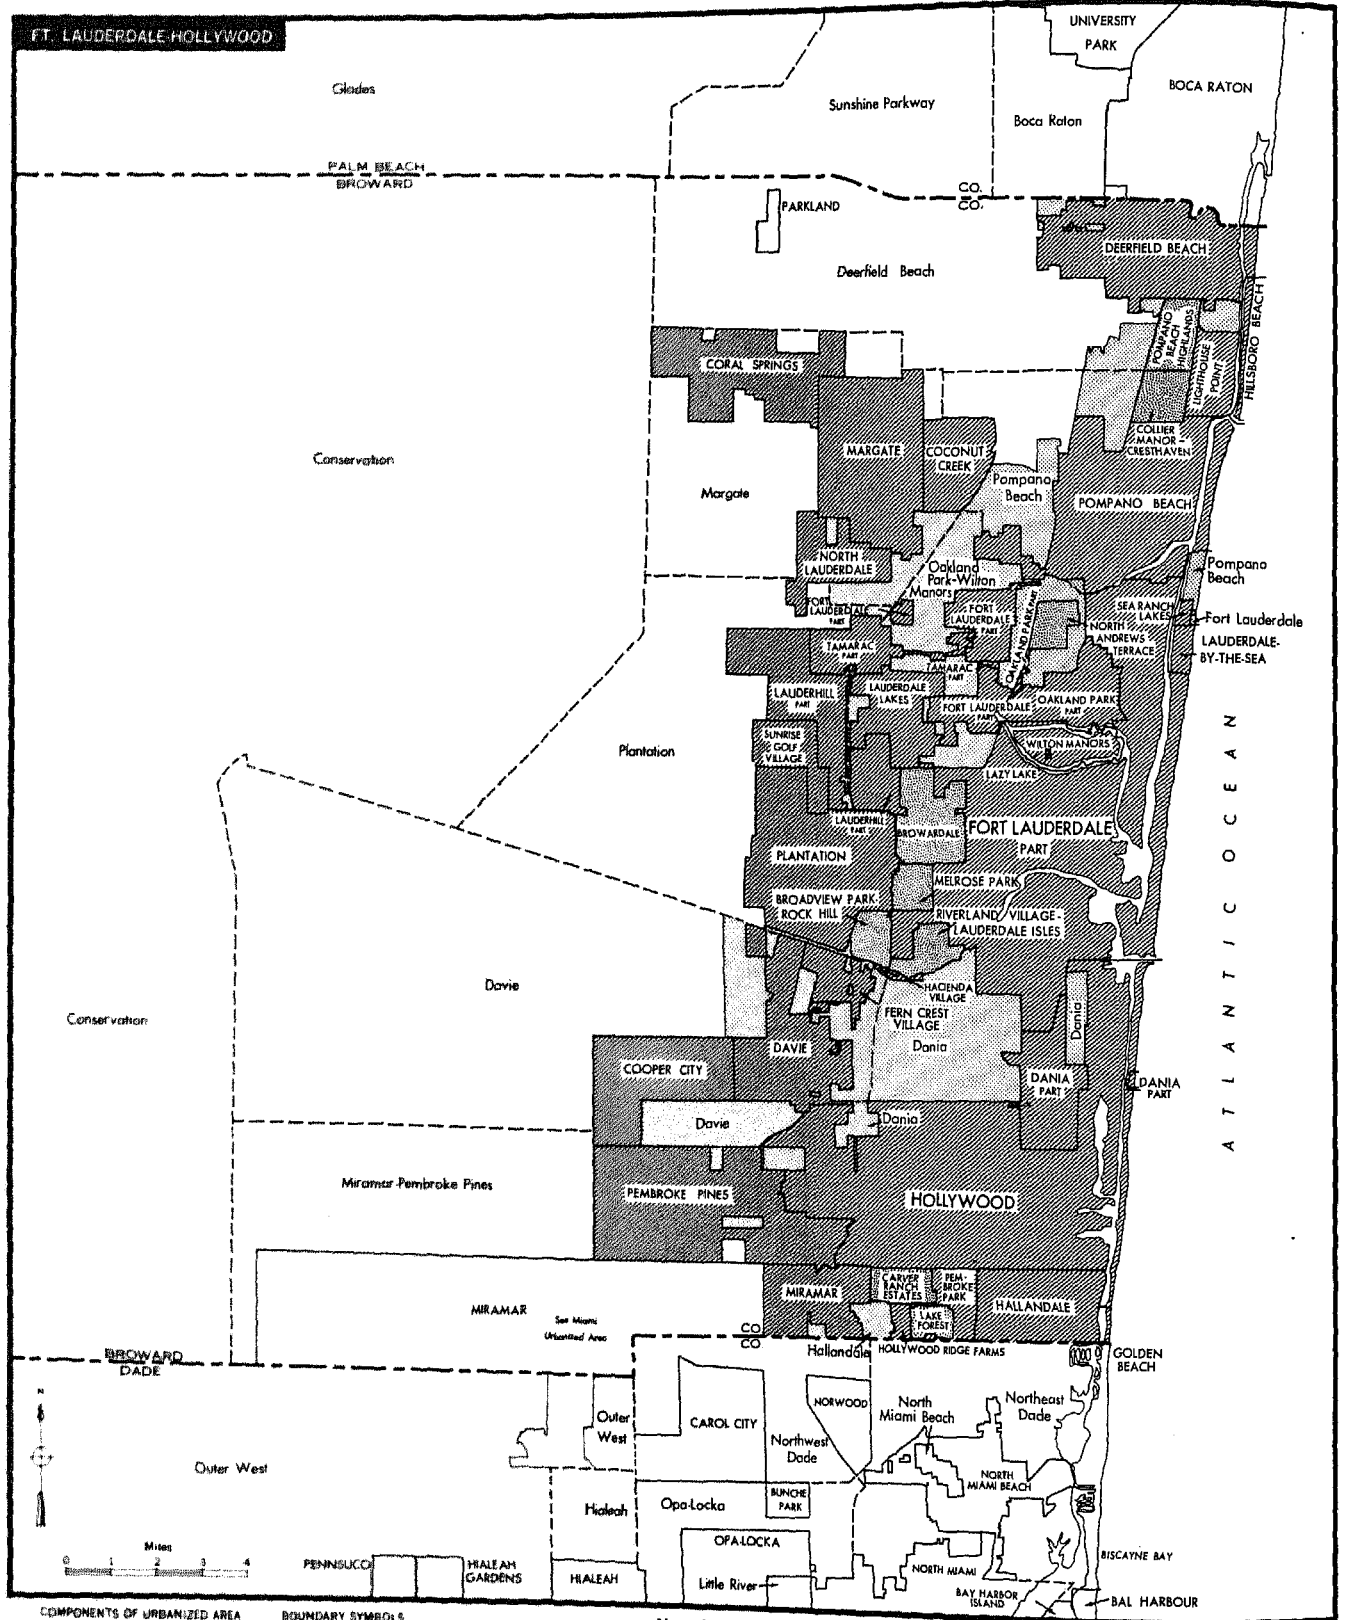 FT. LAUDERDALE-HOLLYWOOD
UNIVERSITY
PARK
Glades
Sunshine Parkway
BOCA RATON
Boca Raton
PALM BEACH
BROWARD
CO.
CO.
PARKLAND
DEERFIELD BEACH
Deerfield Beach
POMPANO
BEACH
HIGHLANDS
LIGHTHOUSE
POINT
HILLSBORO BEACH
CORAL SPRINGS
COLLIER
MANOR-
CRESTHAVEN
MARGATE
COCONUT
CREEK
Conservation
Margate
Pompano
Beach
POMPANO BEACH
NORTH
LAUDERDALE
Oakland
Park-Wilton
Manors
Pompano
Beach
FORT
LAUDERDALE
PART
FORT
LAUDERDALE
PART
OAKLAND PARK
PART
NORTH
ANDREWS
TERRACE
SEA RANCH
LAKES
Fort Lauderdale
LAUDERDALE-
BY-THE-SEA
TAMARAC
PART
TAMARAC
PART
LAUDERHILL
PART
LAUDERDALE
LAKES
FORT LAUDERDALE
PART
OAKLAND PARK
PART
SUNRISE
GOLF
VILLAGE
WILTON MANORS
LAZY LAKE
Plantation
LAUDERHILL
PART
BROWARDALE
FORT LAUDERDALE
PART
PLANTATION
MELROSE PARK
BROADVIEW PARK-
ROCK HILL
RIVERLAND VILLAGE-
LAUDERDALE ISLES
ATLANTIC OCEAN
Davie
Conservation
HACIENDA
VILLAGE
FERN CREST
VILLAGE
Dania
Dania
DAVIE
COOPER CITY
DANIA
PART
DANIA
PART
Davie
Dania
Miramar-Pembroke Pines
PEMBROKE PINES
HOLLYWOOD
MIRAMAR
CARVER
RANCH
ESTATES
PEM-
BROKE
PARK
HALLANDALE
LAKE
FOREST
MIRAMAR
See Miami
Urbanized Area
CO.
CO.
Hallandale
HOLLYWOOD RIDGE FARMS
BROWARD
DADE
GOLDEN
BEACH
N
NORWOOD
North
Miami Beach
Northeast
Dade
Outer
West
CAROL CITY
Northwest
Dade
Outer West
NORTH
MIAMI BEACH
Hialeah
Opa-Locka
BUNCHE
PARK
OPA-LOCKA
Miles
0 1 2 3 4
PENNSUCO
HIALEAH
GARDENS
HIALEAH
Little River
NORTH MIAMI
BISCAYNE BAY
BAY HARBOR
ISLAND
BAL HARBOUR
COMPONENTS OF URBANIZED AREA
BOUNDARY SYMBOLS